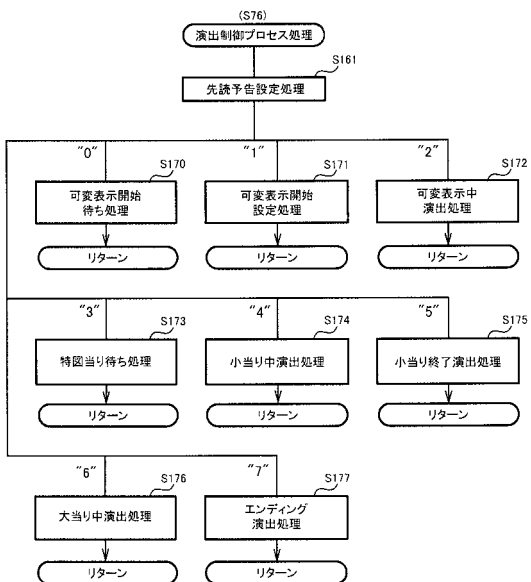 (S76)
演出制御プロセス処理
S161
先読予告設定処理
"0"
"1"
"2"
S170
S171
S172
可変表示開始
待ち処理
可変表示開始
設定処理
可変表示中
演出処理
リターン
リターン
リターン
"3"
"4"
"5"
S173
S174
S175
特図当り待ち処理
小当り中演出処理
小当り終了演出処理
リターン
リターン
リターン
"6"
"7"
S176
S177
大当り中演出処理
エンディング
演出処理
リターン
リターン